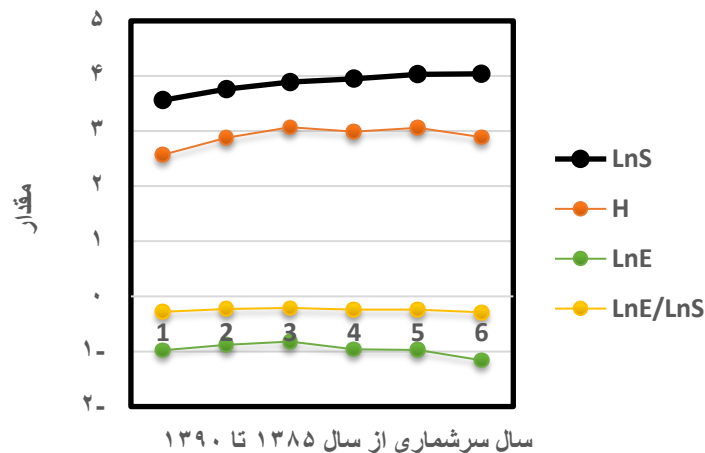 ۵
۴
۳
۲
۱
۰
۱-
۲-
مقدار
1 2 3 4 5 6
سال سرشماری از سال ۱۳۸۵ تا ۱۳۹۰
LnS
H
LnE
LnE/LnS